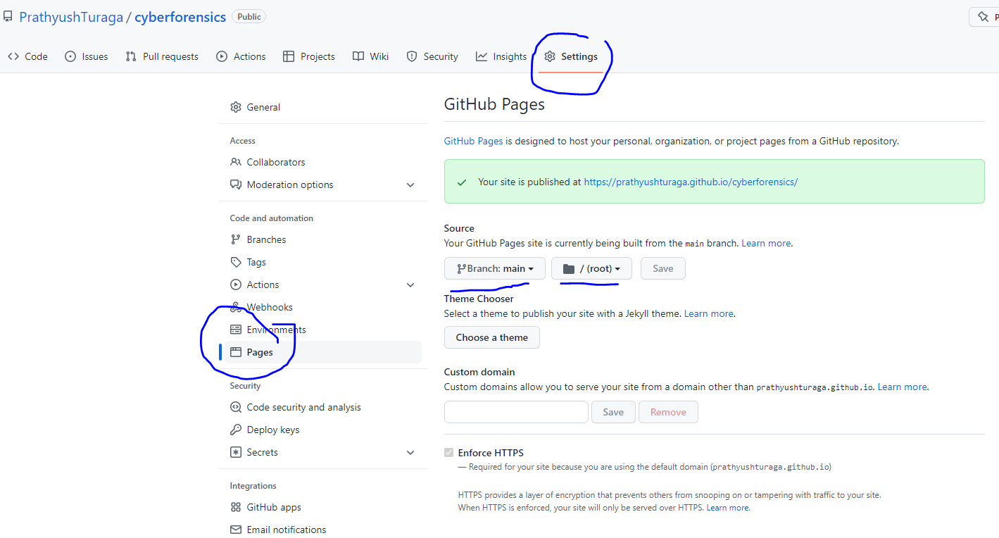 PrathyushTuraga / cyberforensics Public
P
Code Issues Pull requests Actions Projects Wiki Security Insights Settings
General
Access
Collaborators
Moderation options
Code and automation
Branches
Tags
Actions
Webhooks
Environments
Pages
Security
Code security and analysis
Deploy keys
Secrets
Integrations
GitHub apps
Email notifications
GitHub Pages
GitHub Pages is designed to host your personal, organization, or project pages from a GitHub repository.
Your site is published at https://prathyushturaga.github.io/cyberforensics/
Source
Your GitHub Pages site is currently being built from the main branch. Learn more.
Branch: main / (root) Save
Theme Chooser
Select a theme to publish your site with a Jekyll theme. Learn more.
Choose a theme
Custom domain
Custom domains allow you to serve your site from a domain other than prathyushturaga.github.io. Learn more.
Save Remove
Enforce HTTPS
— Required for your site because you are using the default domain (prathyushturaga.github.io)
HTTPS provides a layer of encryption that prevents others from snooping on or tampering with traffic to your site.
When HTTPS is enforced, your site will only be served over HTTPS. Learn more.